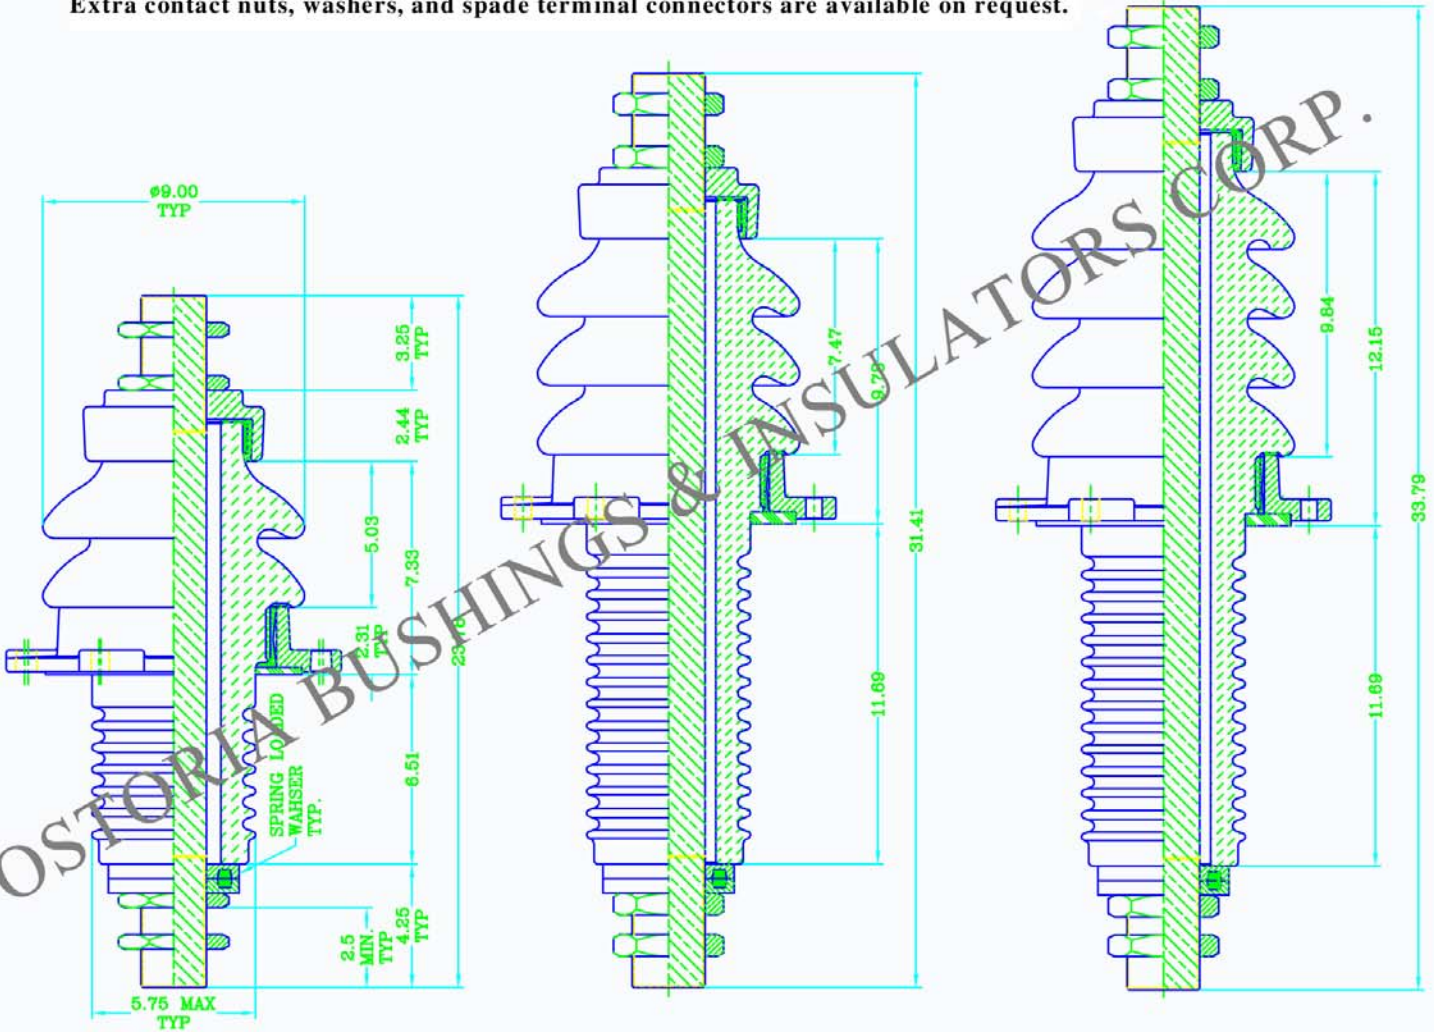 Extra contact nuts, washers, and spade terminal connectors are available on request.
ø9.00
TYP
3.25
TYP
2.44
TYP
5.03
7.33
2.31
TYP
23.78
6.51
SPRING LOADED
WAHSER
TYP.
2.5
MIN.
TYP
4.25
TYP
5.75 MAX
TYP
7.47
9.78
31.41
11.69
9.84
12.15
33.79
11.69
OSTORIA BUSHINGS & INSULATORS CORP.